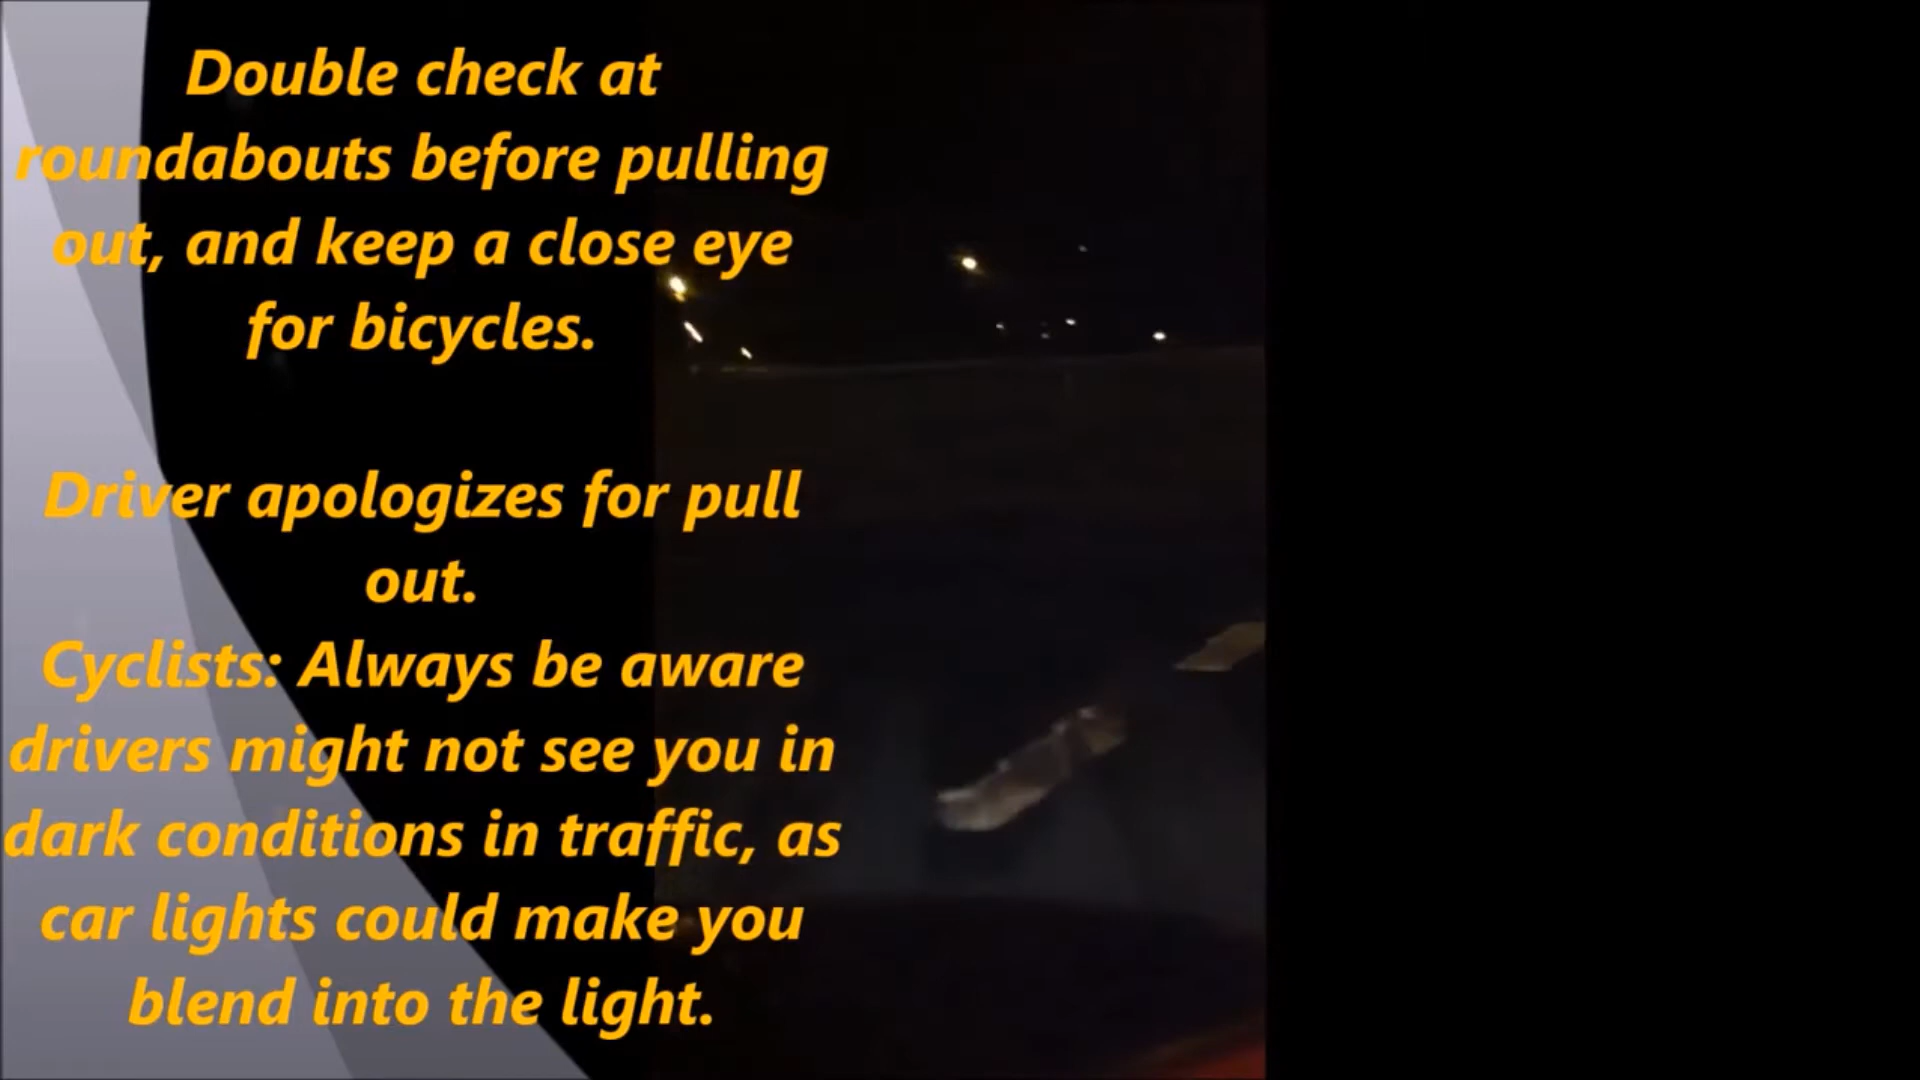 Double check at
roundabouts before pulling
out, and keep a close eye
for bicycles.
Driver apologizes for pull
out.
Cyclists: Always be aware
drivers might not see you in
dark conditions in traffic, as
car lights could make you
blend into the light.